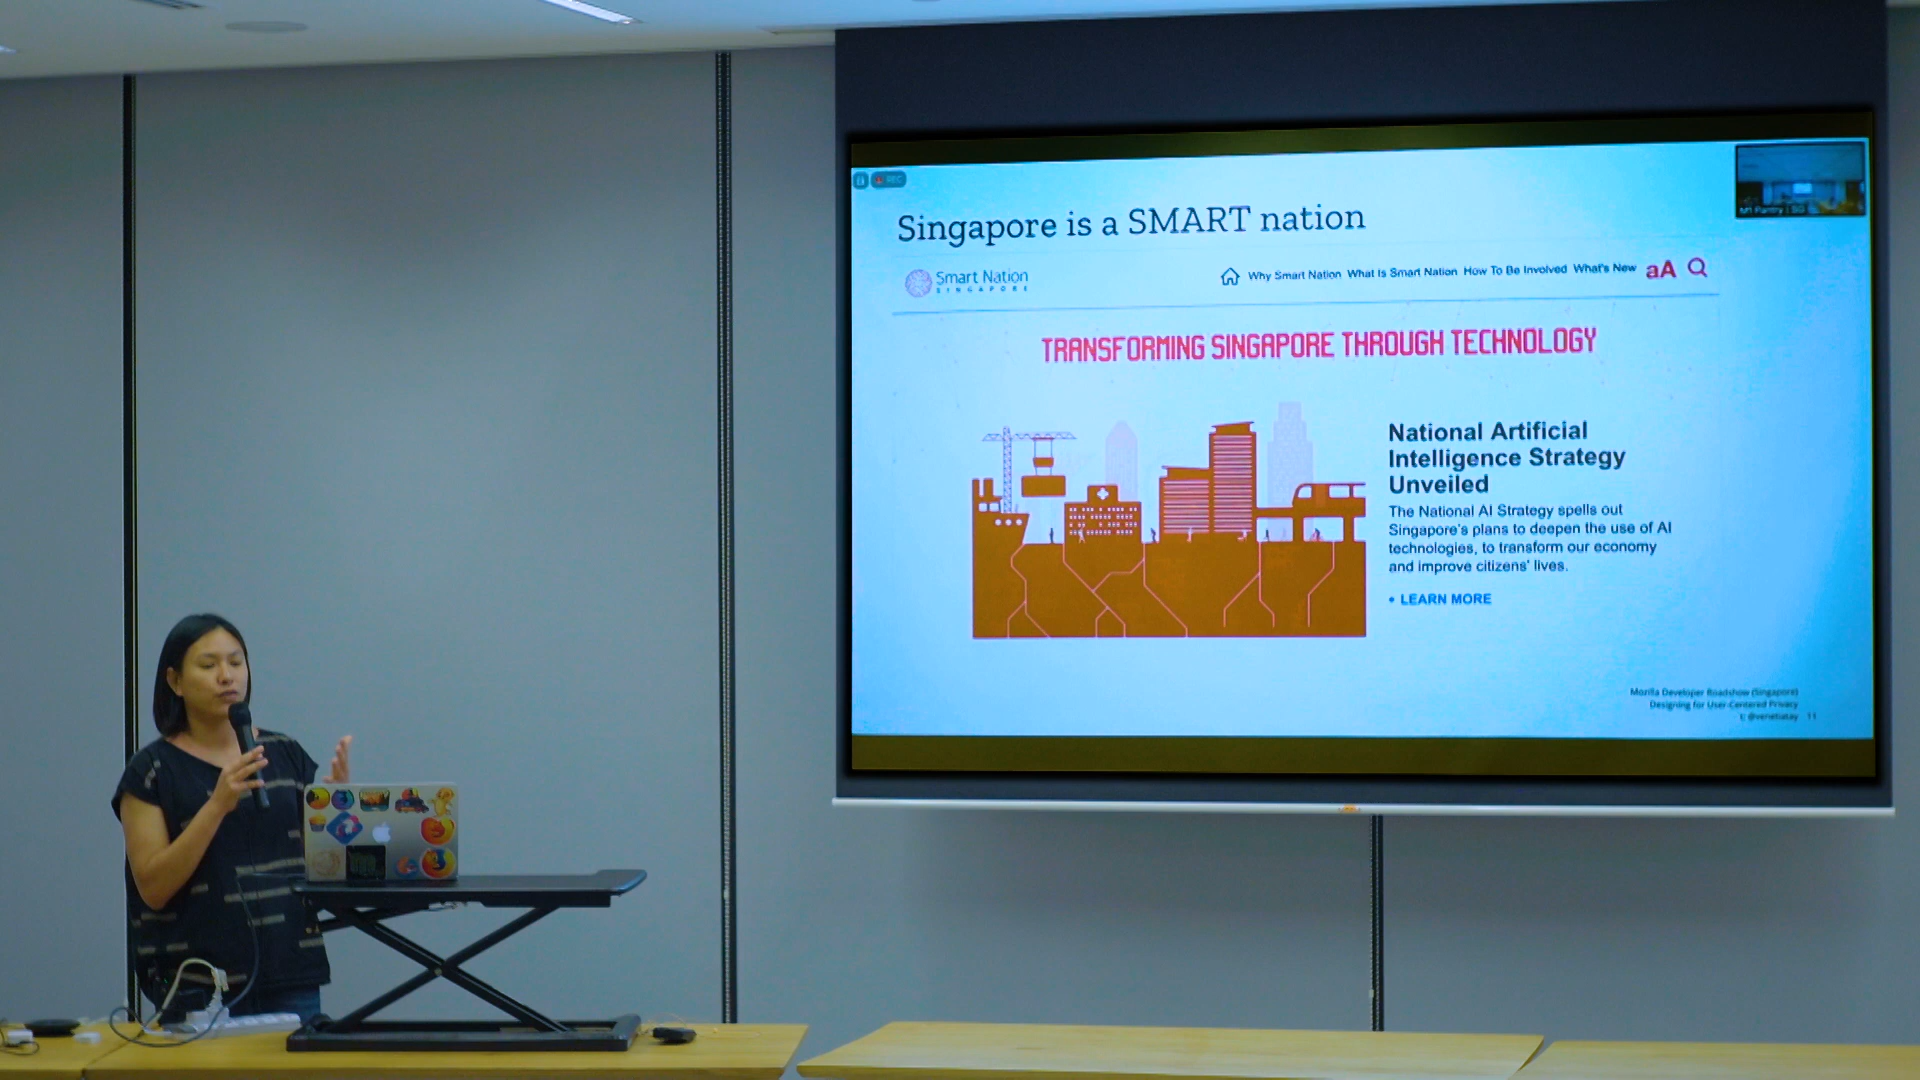 REC
Singapore is a SMART nation
Smart Nation
SINGAPORE
Why Smart Nation What Is Smart Nation How To Be Involved What's New aA
TRANSFORMING SINGAPORE THROUGH TECHNOLOGY
National Artificial
Intelligence Strategy
Unveiled
The National AI Strategy spells out
Singapore's plans to deepen the use of AI
technologies, to transform our economy
and improve citizens' lives.
• LEARN MORE
Mozilla Developer Roadshow (Singapore)
Designing for User-Centered Privacy
t: @venetiatay 11